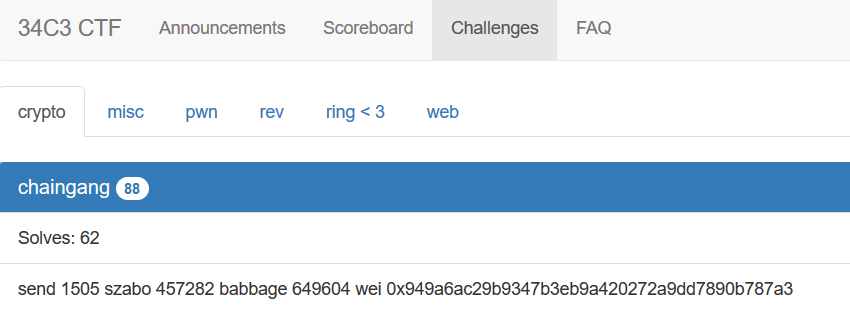 34C3 CTF Announcements Scoreboard Challenges FAQ
crypto misc pwn rev ring < 3 web
chaingang 88
Solves: 62
send 1505 szabo 457282 babbage 649604 wei 0x949a6ac29b9347b3eb9a420272a9dd7890b787a3